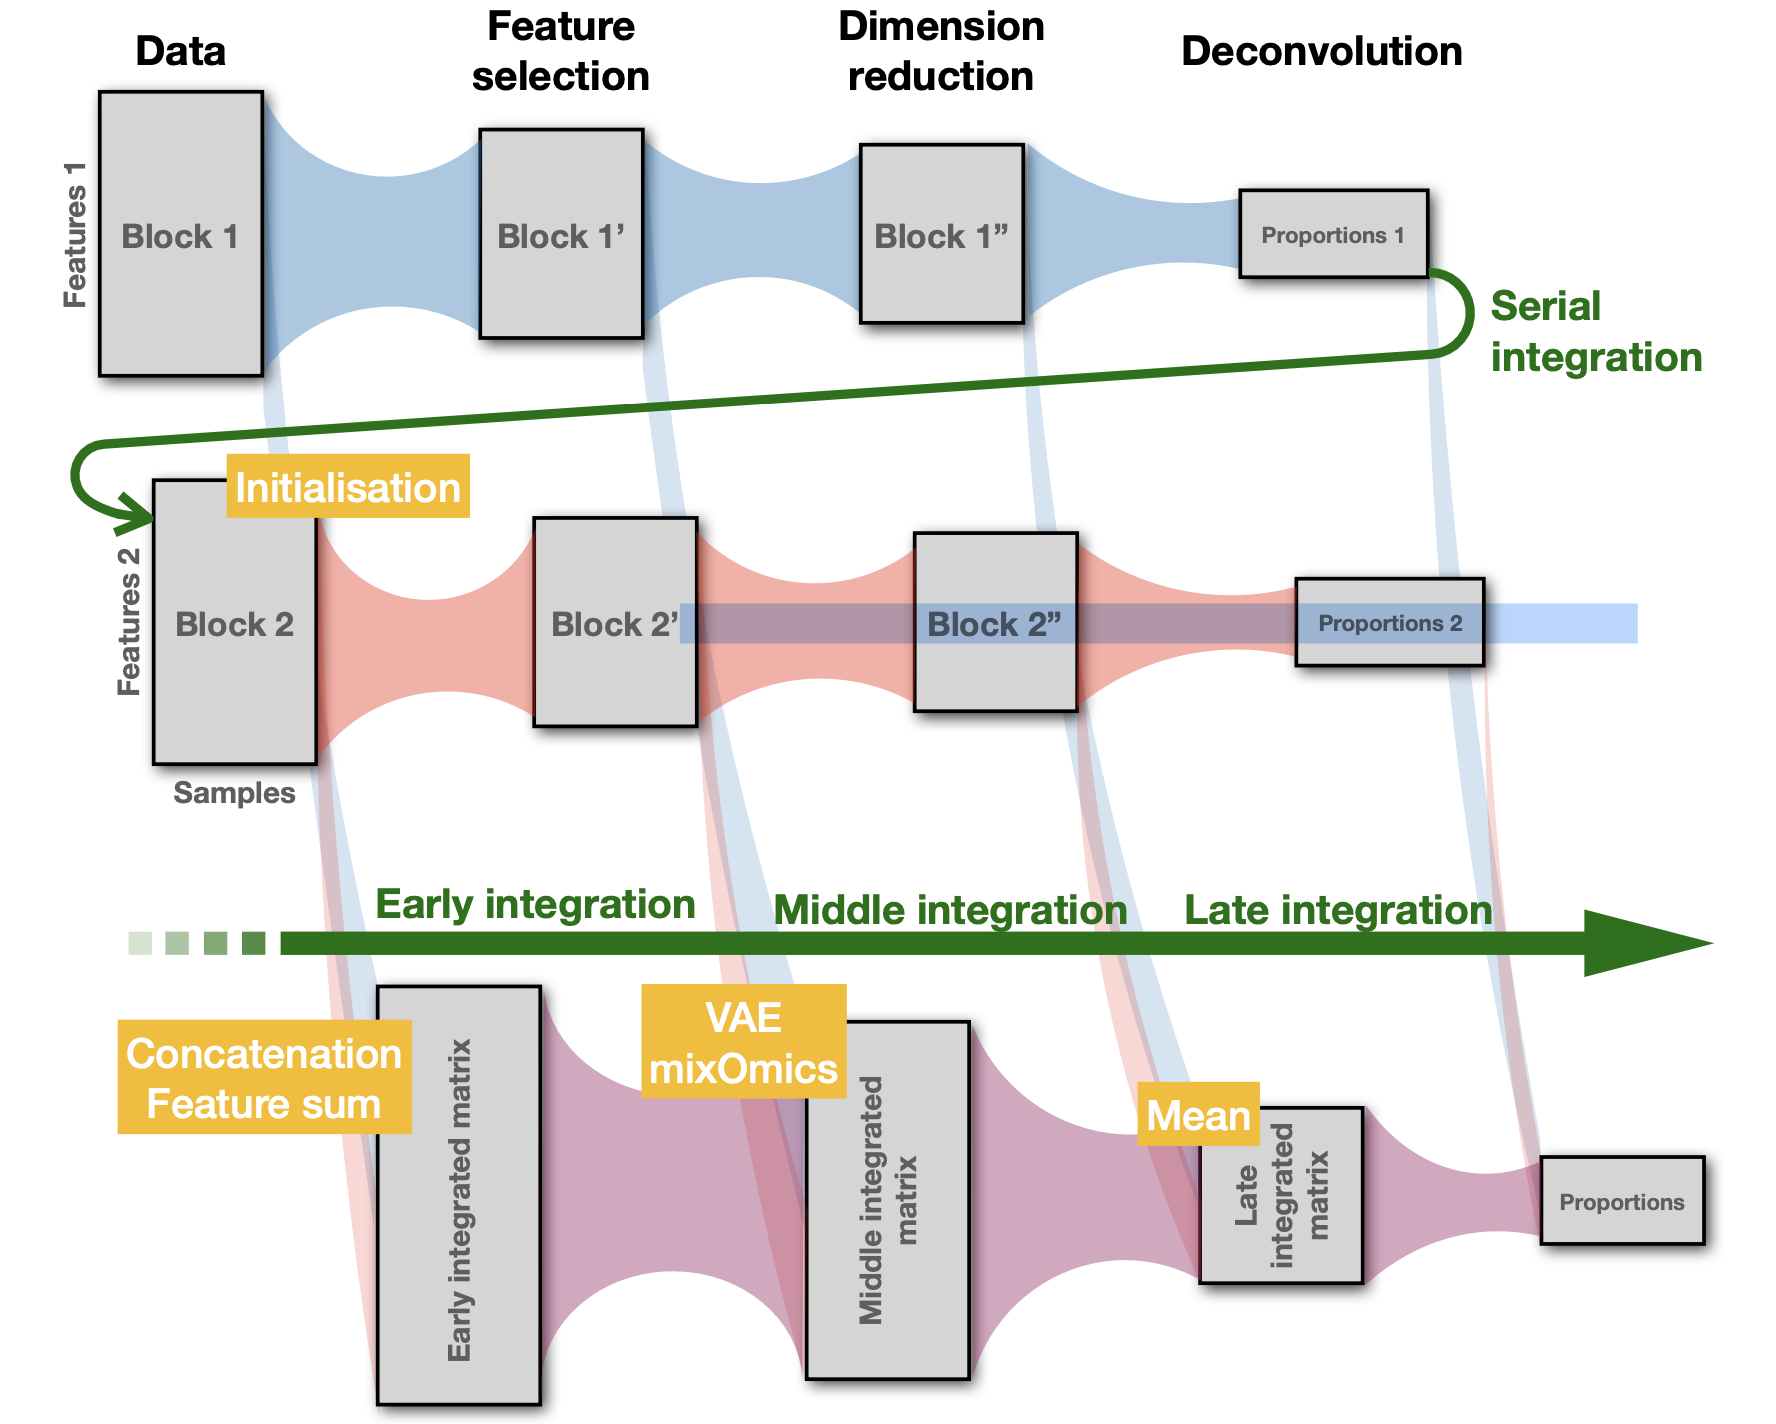 Data
Feature
selection
Dimension
reduction
Deconvolution
Features 1
Block 1
Block 1’
Block 1”
Proportions 1
Serial
integration
Initialisation
Features 2
Block 2
Block 2’
Block 2”
Proportions 2
Samples
Early integration
Middle integration
Late integration
Concatenation
Feature sum
Early integrated matrix
VAE
mixOmics
Middle integrated
matrix
Mean
Late
integrated
matrix
Proportions